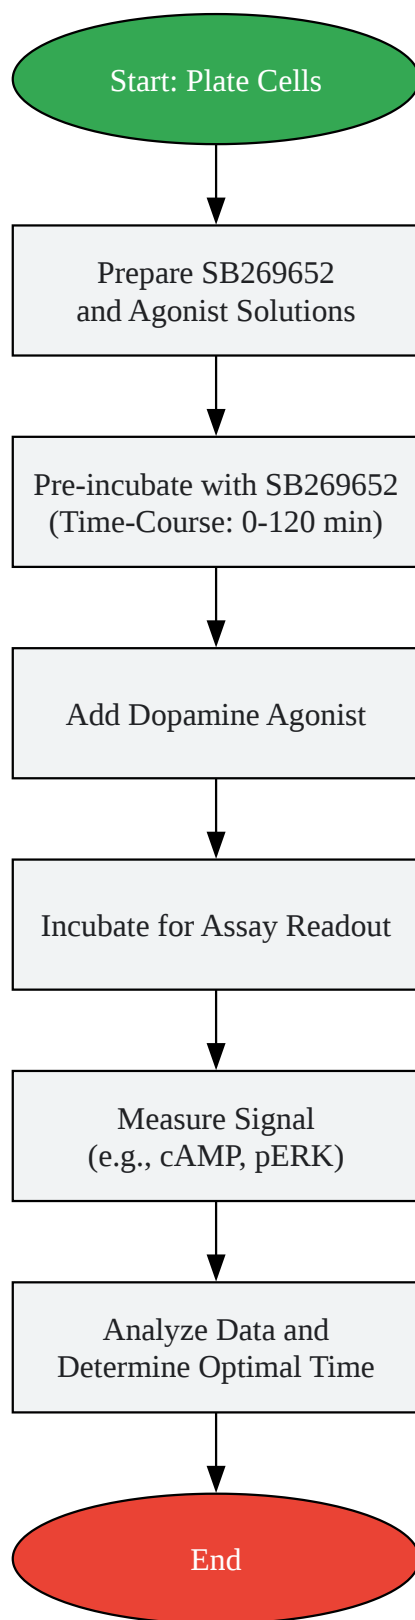 Start: Plate Cells
Prepare SB269652
and Agonist Solutions
Pre-incubate with SB269652
(Time-Course: 0-120 min)
Add Dopamine Agonist
Incubate for Assay Readout
Measure Signal
(e.g., cAMP, pERK)
Analyze Data and
Determine Optimal Time
End